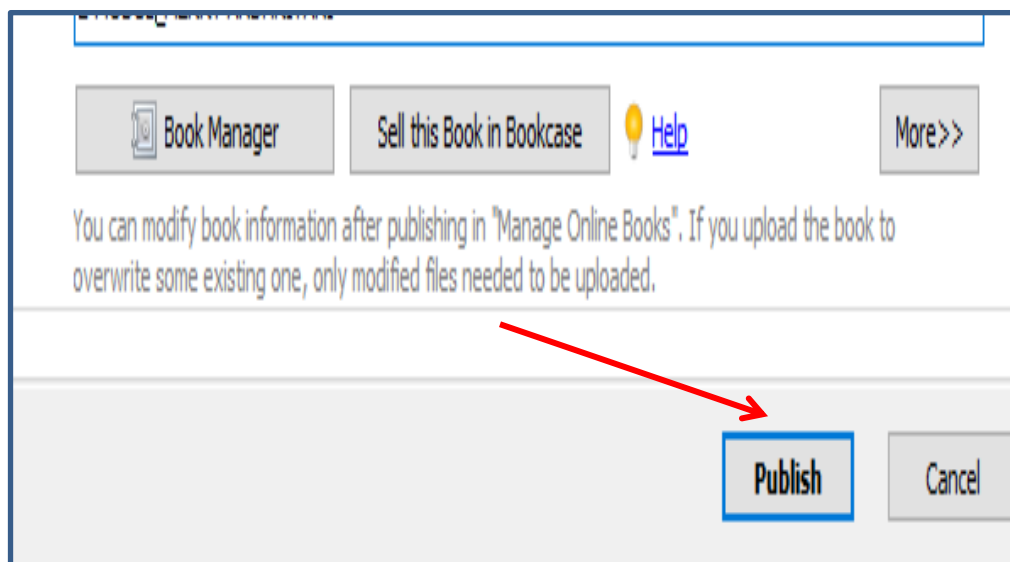 Book Manager
Sell this Book in Bookcase
Help
More>>
You can modify book information after publishing in "Manage Online Books". If you upload the book to
overwrite some existing one, only modified files needed to be uploaded.
Publish
Cancel